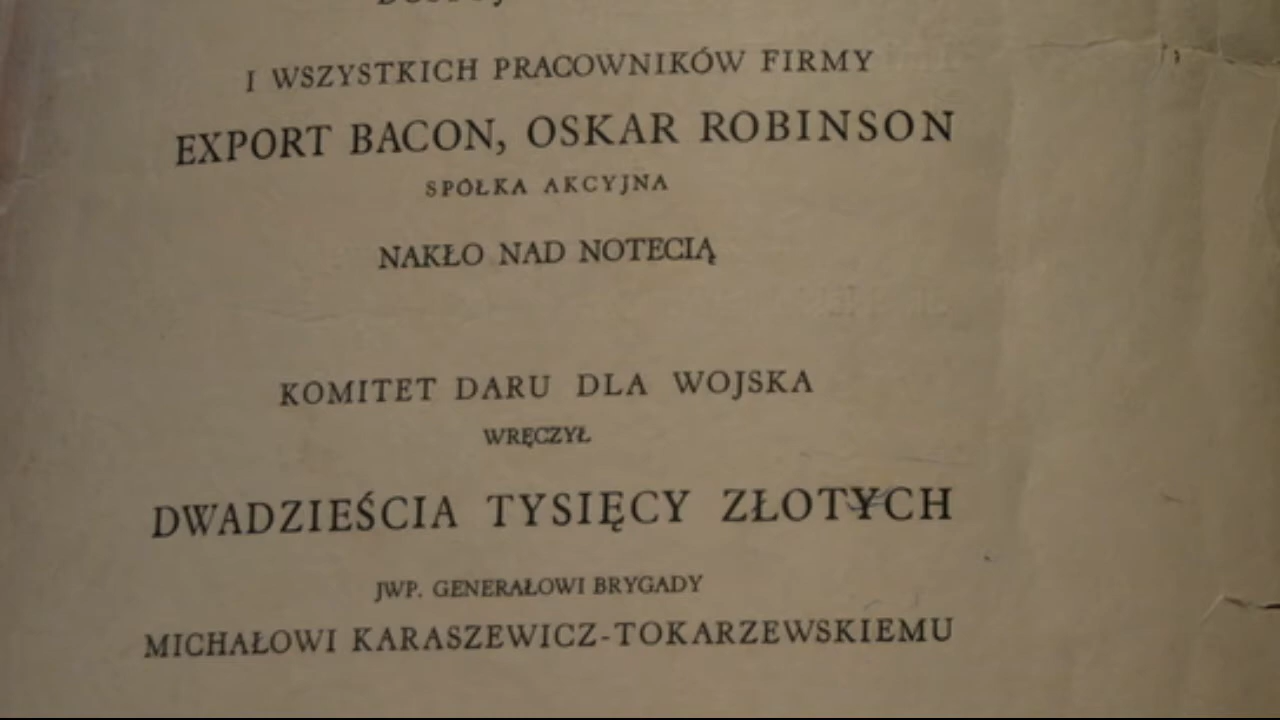 I WSZYSTKICH PRACOWNIKÓW FIRMY
EXPORT BACON, OSKAR ROBINSON
SPÓŁKA AKCYJNA
NAKŁO NAD NOTECIĄ
KOMITET DARU DLA WOJSKA
WRĘCZYŁ
DWADZIEŚCIA TYSIĘCY ZŁOTYCH
JWP. GENERAŁOWI BRYGADY
MICHAŁOWI KARASZEWICZ-TOKARZEWSKIEMU